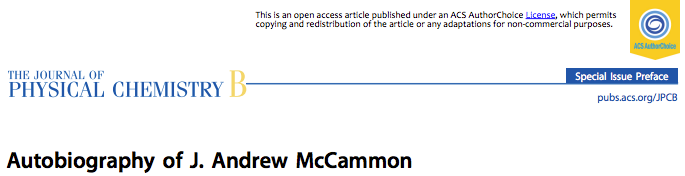 This is an open access article published under an ACS AuthorChoice License, which permits
copying and redistribution of the article or any adaptations for non-commercial purposes.
ACS AuthorChoice
THE JOURNAL OF
PHYSICAL CHEMISTRY B
Special Issue Preface
pubs.acs.org/JPCB
Autobiography of J. Andrew McCammon